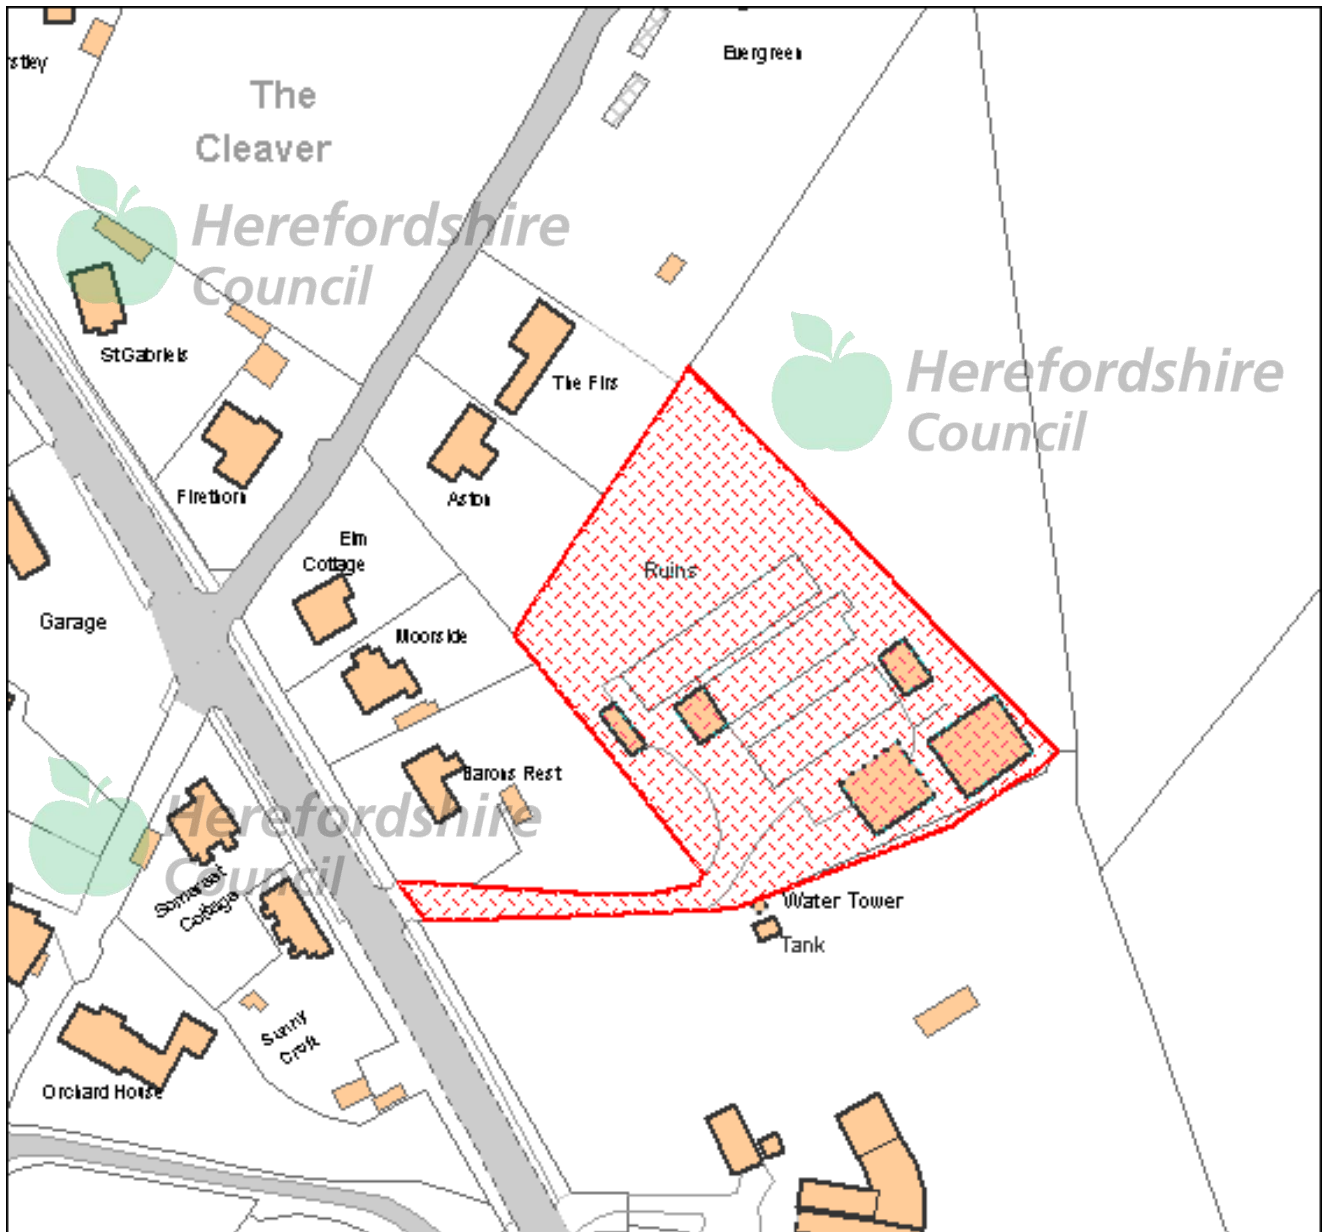 Evergreen
stley
The
Cleaver
Herefordshire
Council
St Gabriels
The Firs
Herefordshire
Council
Firethorn
Aston
Elm
Cottage
Ruins
Garage
Moorside
Barons Rest
Herefordshire
Council
Somerset
Cottage
Water Tower
Tank
Sunny
Croft
Orchard House